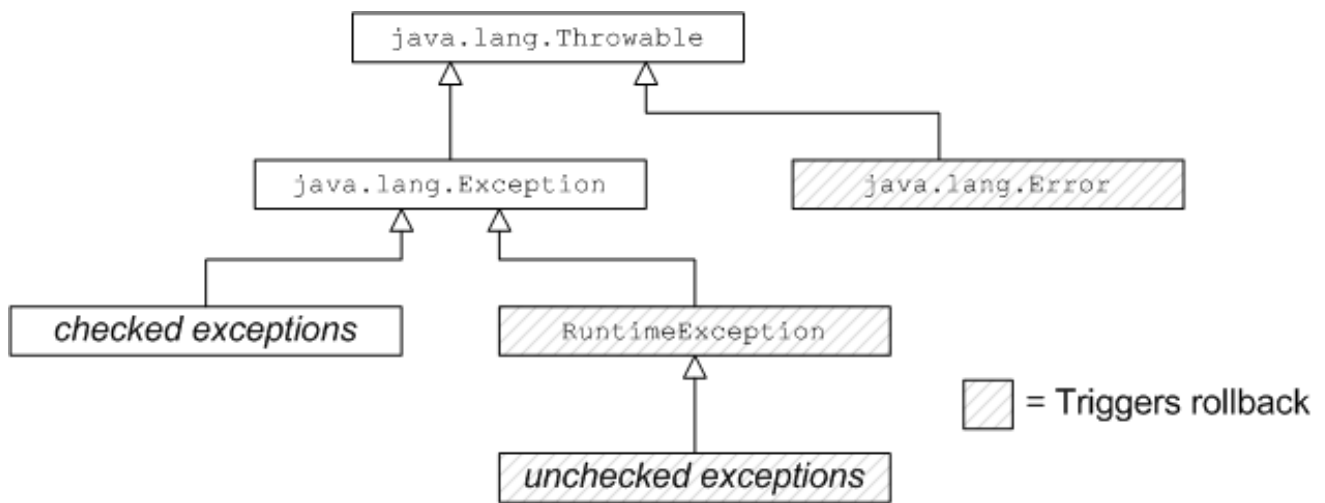 java.lang.Throwable
java.lang.Exception
java.lang.Error
checked exceptions
RuntimeException
= Triggers rollback
unchecked exceptions